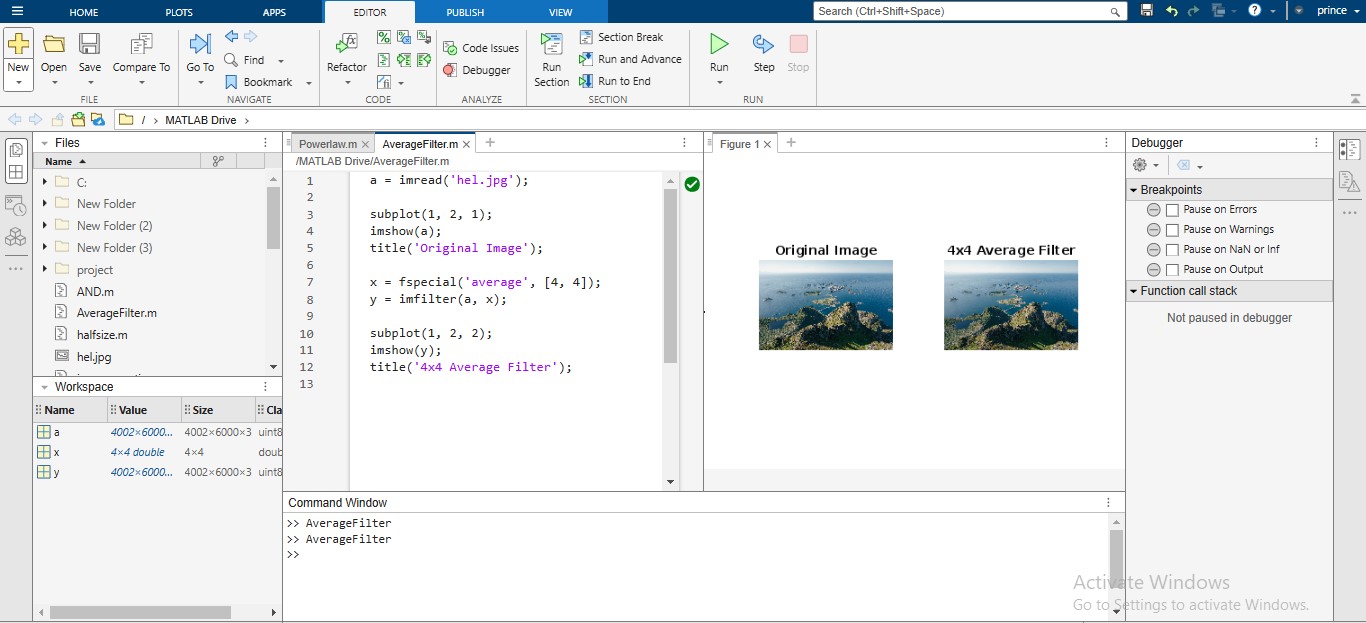 HOME PLOTS APPS EDITOR PUBLISH VIEW Search (Ctrl+Shift+Space) prince
New Open Save Compare To Go To Find Bookmark Refactor Code Issues Debugger Run Section Section Break Run and Advance Run to End Run Step Stop
FILE NAVIGATE CODE ANALYZE SECTION RUN
/ > MATLAB Drive >
Files
Name
C:
New Folder
New Folder (2)
New Folder (3)
project
AND.m
AverageFilter.m
halfsize.m
hel.jpg
Workspace
Name Value Size Cla
a 4002×6000... 4002×6000×3 uint8
x 4×4 double 4×4 doub
y 4002×6000... 4002×6000×3 uint8
Powerlaw.m AverageFilter.m
/MATLAB Drive/AverageFilter.m
1 a = imread('hel.jpg');
2
3 subplot(1, 2, 1);
4 imshow(a);
5 title('Original Image');
6
7 x = fspecial('average', [4, 4]);
8 y = imfilter(a, x);
9
10 subplot(1, 2, 2);
11 imshow(y);
12 title('4x4 Average Filter');
13
Figure 1
Original Image 4x4 Average Filter
Command Window
>> AverageFilter
>> AverageFilter
>>
Debugger
Breakpoints
Pause on Errors
Pause on Warnings
Pause on NaN or Inf
Pause on Output
Function call stack
Not paused in debugger
Activate Windows
Go to Settings to activate Windows.